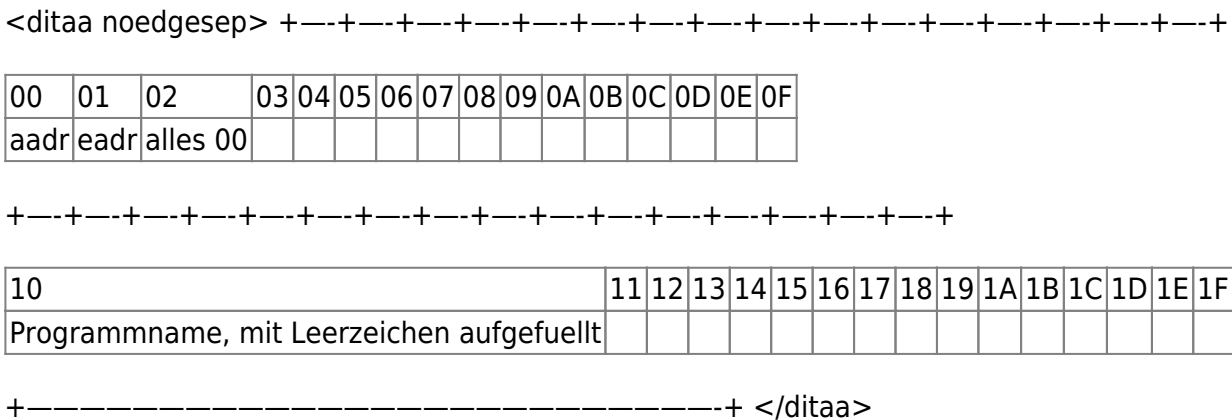 <ditaa noedgesep> +—-+—-+—-+—-+—-+—-+—-+—-+—-+—-+—-+—-+—-+—-+—-+—-+
00 01 02 03 04 05 06 07 08 09 0A 0B 0C 0D 0E 0F
aadr eadr alles 00
+—-+—-+—-+—-+—-+—-+—-+—-+—-+—-+—-+—-+—-+—-+—-+—-+
10 11 12 13 14 15 16 17 18 19 1A 1B 1C 1D 1E 1F
Programmname, mit Leerzeichen aufgefuellt
+———————————————————————————————-+ </ditaa>